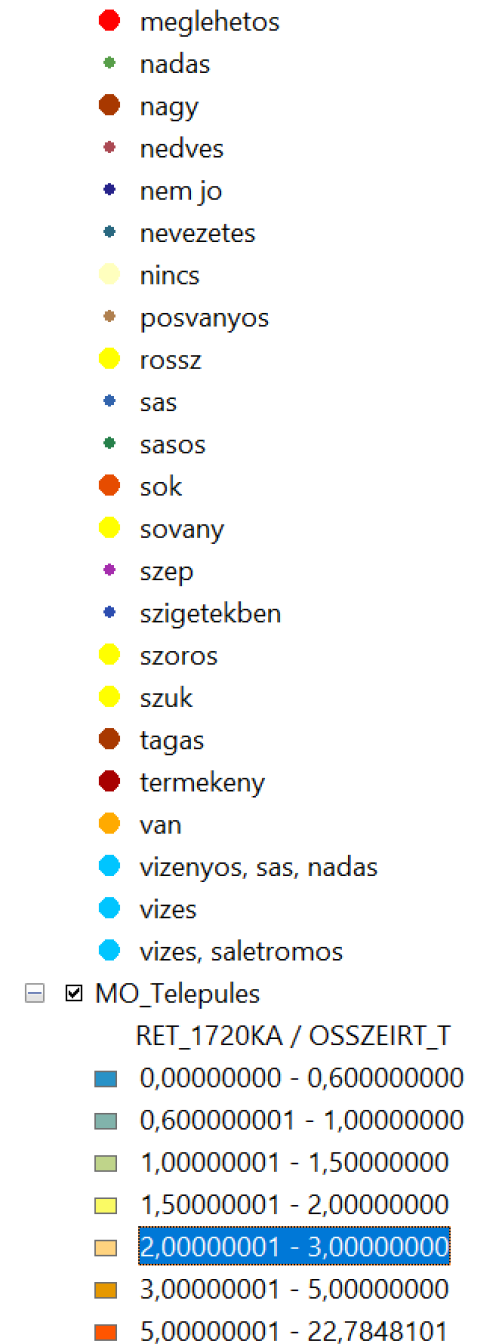 meglehetos
nadas
nagy
nedves
nem jo
nevezetes
nincs
posvanyos
rossz
sas
sasos
sok
sovany
szep
szigetekben
szoros
szuk
tagas
termekeny
van
vizenyos, sas, nadas
vizes
vizes, saletromos
MO_Telepules
RET_1720KA / OSSZEIRT_T
0,00000000 - 0,600000000
0,600000001 - 1,00000000
1,00000001 - 1,50000000
1,50000001 - 2,00000000
2,00000001 - 3,00000000
3,00000001 - 5,00000000
5,00000001 - 22,7848101